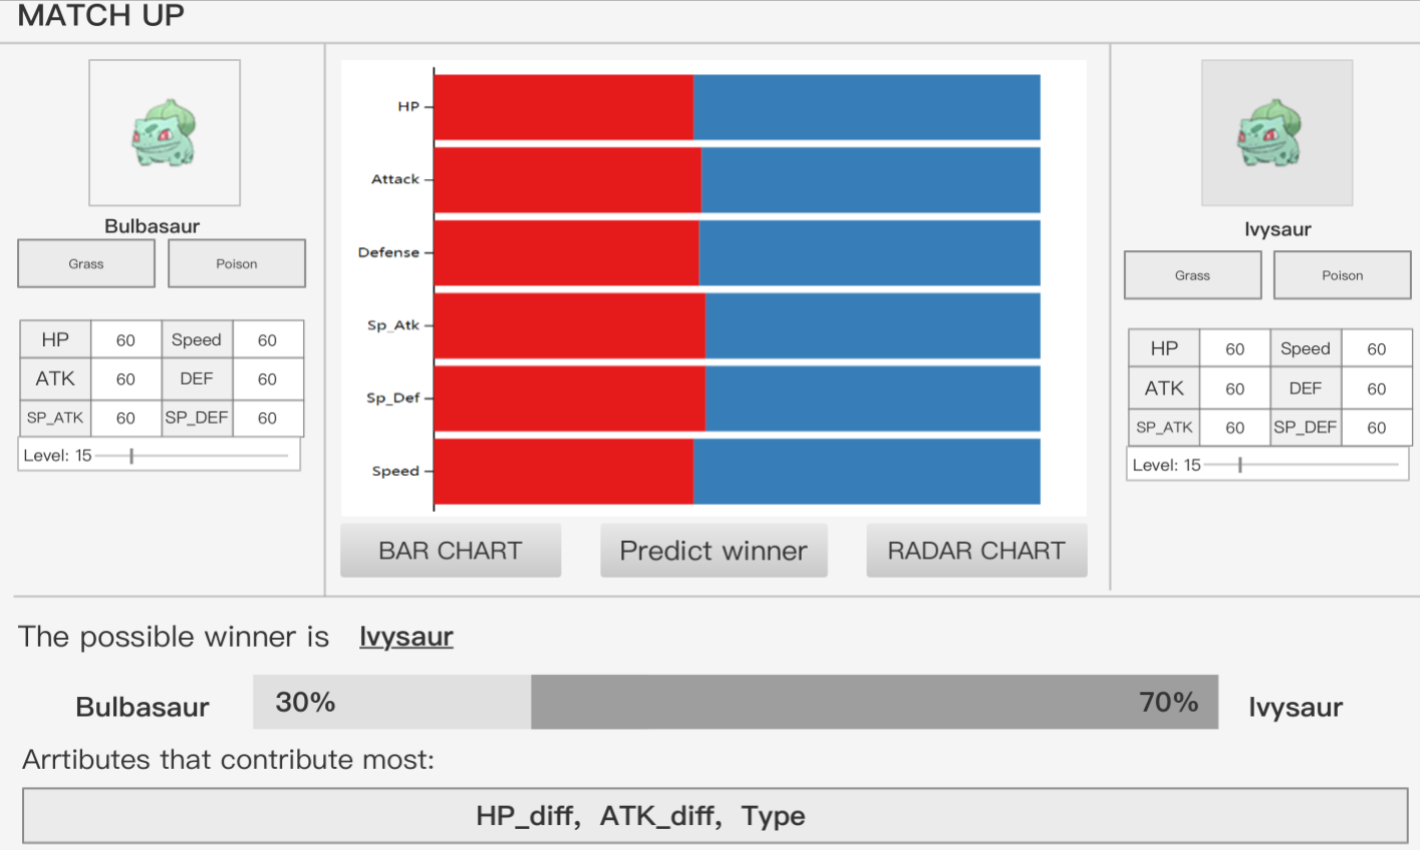 MATCH UP
Bulbasaur
Grass Poison
HP 60 Speed 60
ATK 60 DEF 60
SP_ATK 60 SP_DEF 60
Level: 15
HP
Attack
Defense
Sp_Atk
Sp_Def
Speed
BAR CHART Predict winner RADAR CHART
Ivysaur
Grass Poison
HP 60 Speed 60
ATK 60 DEF 60
SP_ATK 60 SP_DEF 60
Level: 15
The possible winner is Ivysaur
Bulbasaur 30% 70% Ivysaur
Arrtibutes that contribute most:
HP_diff, ATK_diff, Type